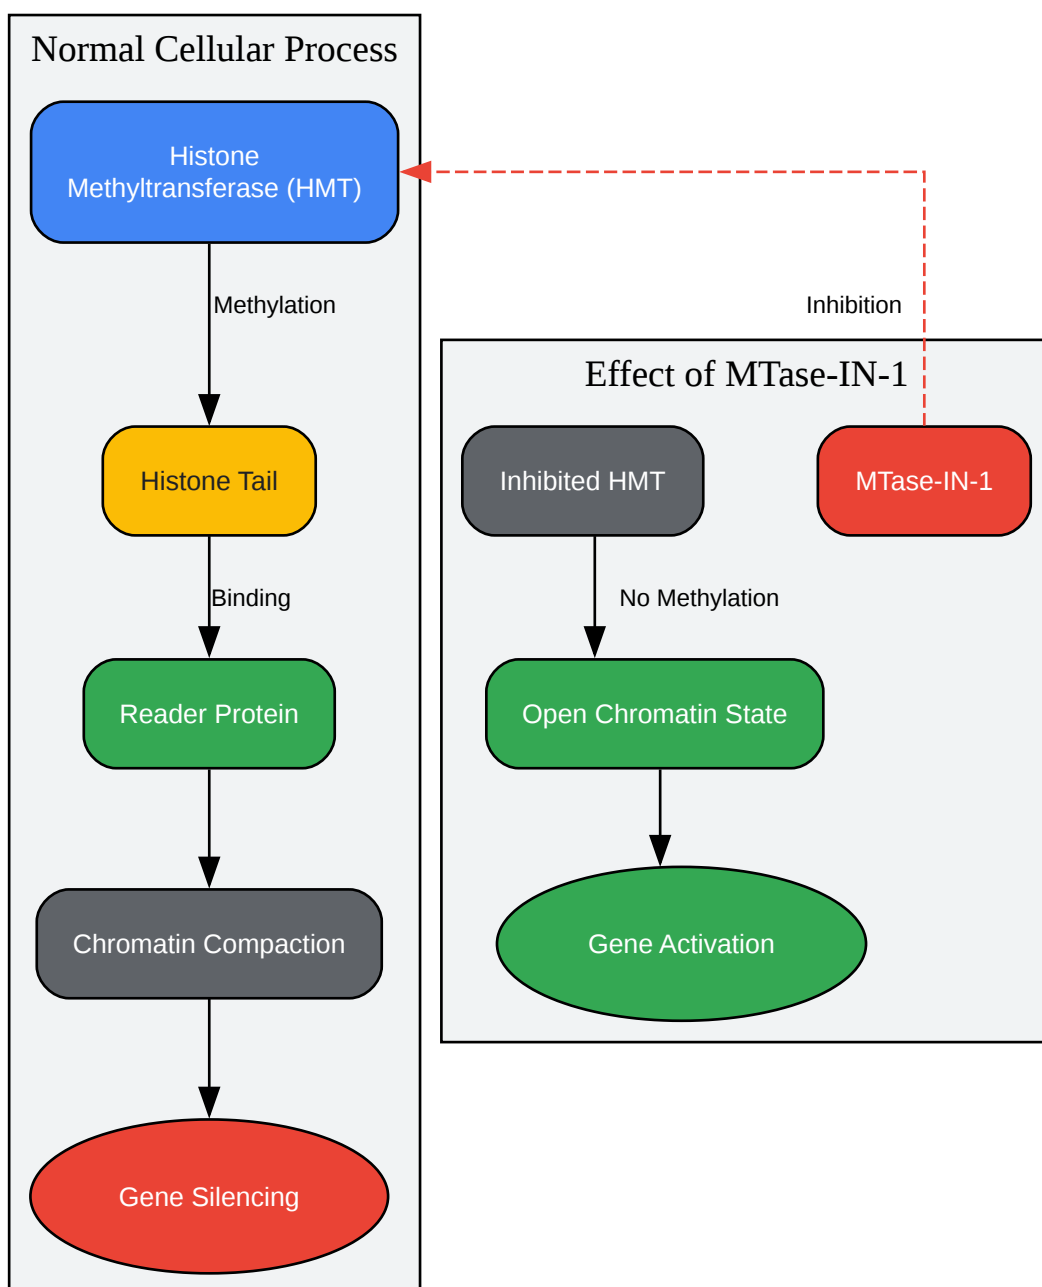 Normal Cellular Process
Histone
Methyltransferase (HMT)
Methylation
Histone Tail
Binding
Reader Protein
Chromatin Compaction
Gene Silencing
Inhibition
Effect of MTase-IN-1
Inhibited HMT
MTase-IN-1
No Methylation
Open Chromatin State
Gene Activation